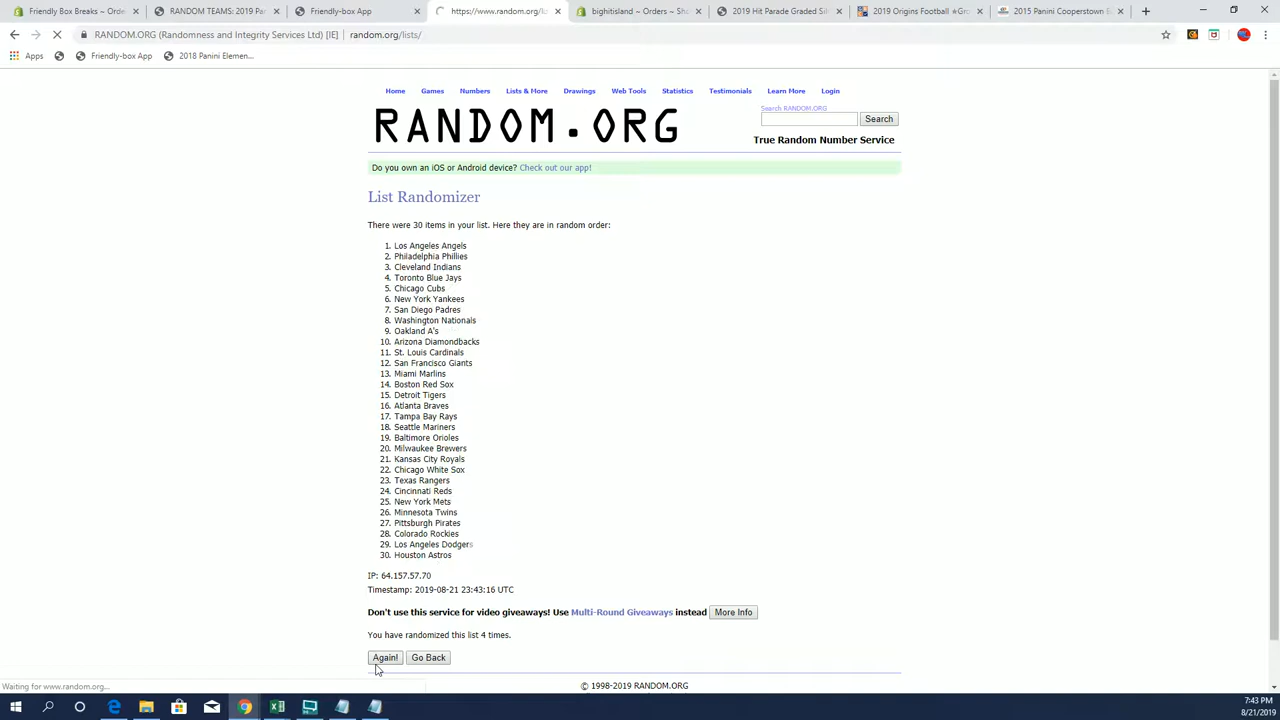 Friendly Box Breaks – Orders
RANDOM TEAMS: 2019 Pa
Friendly-box App
https://www.random.org/lis
bightisland – Orders – Sh
2019 Hit Parade Graded
2019 Origins Football
2015 Panini Cooperstown
RANDOM.ORG (Randomness and Integrity Services Ltd) [IE] | random.org/lists/
Apps Friendly-box App 2018 Panini Elemen...
Home Games Numbers Lists & More Drawings Web Tools Statistics Testimonials Learn More Login
RANDOM.ORG
Search RANDOM.ORG
Search
True Random Number Service
Do you own an iOS or Android device? Check out our app!
List Randomizer
There were 30 items in your list. Here they are in random order:
1. Los Angeles Angels
2. Philadelphia Phillies
3. Cleveland Indians
4. Toronto Blue Jays
5. Chicago Cubs
6. New York Yankees
7. San Diego Padres
8. Washington Nationals
9. Oakland A's
10. Arizona Diamondbacks
11. St. Louis Cardinals
12. San Francisco Giants
13. Miami Marlins
14. Boston Red Sox
15. Detroit Tigers
16. Atlanta Braves
17. Tampa Bay Rays
18. Seattle Mariners
19. Baltimore Orioles
20. Milwaukee Brewers
21. Kansas City Royals
22. Chicago White Sox
23. Texas Rangers
24. Cincinnati Reds
25. New York Mets
26. Minnesota Twins
27. Pittsburgh Pirates
28. Colorado Rockies
29. Los Angeles Dodgers
30. Houston Astros
IP: 64.157.57.70
Timestamp: 2019-08-21 23:43:16 UTC
Don't use this service for video giveaways! Use Multi-Round Giveaways instead More Info
You have randomized this list 4 times.
Again! Go Back
© 1998-2019 RANDOM.ORG
Waiting for www.random.org...
7:43 PM
8/21/2019